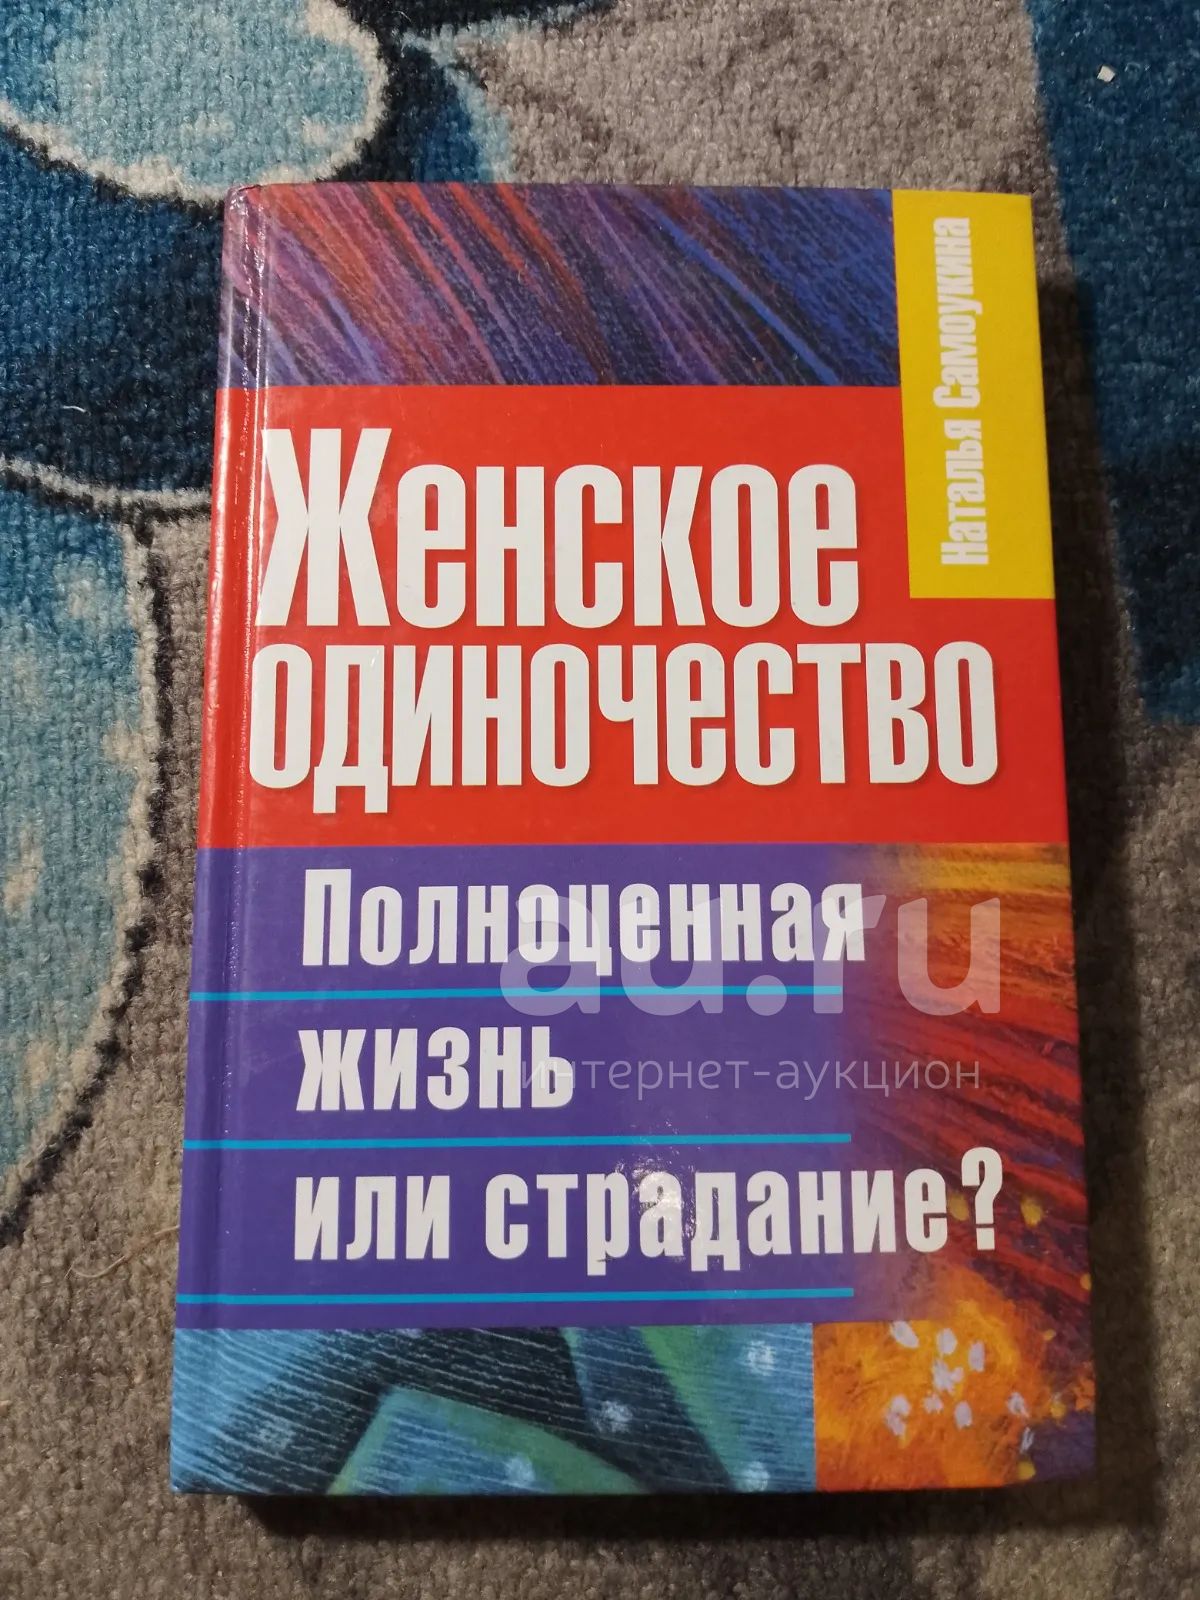 Наталья Самоукина
Женское
одиночество
Полноценная
жизнь
или страдание?
au.ru
интернет-аукцион